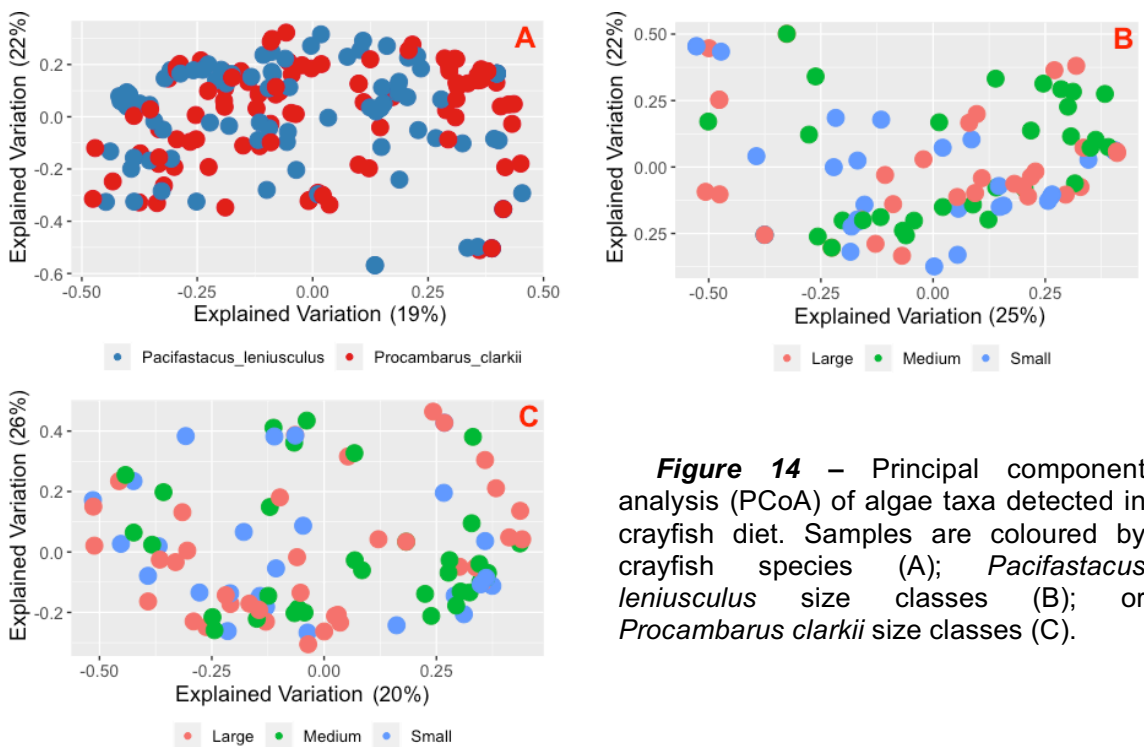 A
Explained Variation (22%)
0.2
0.0
-0.2
-0.4
-0.6
-0.50
-0.25
0.00
0.25
0.50
Explained Variation (19%)
Pacifastacus_leniusculus
Procambarus_clarkii
B
Explained Variation (22%)
0.50
0.25
0.00
0.25
-0.50
-0.25
0.00
0.25
Explained Variation (25%)
Large
Medium
Small
C
Explained Variation (26%)
0.4
0.2
0.0
-0.2
-0.50
-0.25
0.00
0.25
Explained Variation (20%)
Large
Medium
Small
Figure 14 – Principal component
analysis (PCoA) of algae taxa detected in
crayfish diet. Samples are coloured by
crayfish species (A); Pacifastacus
leniusculus size classes (B); or
Procambarus clarkii size classes (C).